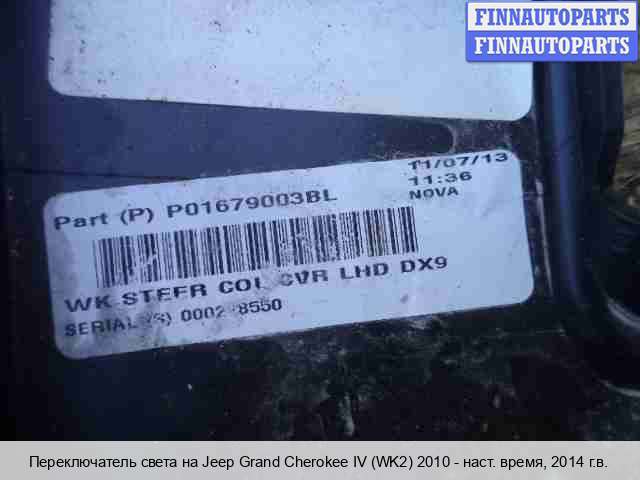 FINNAUTOPARTS
FINNAUTOPARTS
11/07/13
Part (P) P01679003BL
11:36
NOVA
WK STEER COL CVR LHD DX9
SERIAL (S)
Переключатель света на Jeep Grand Cherokee IV (WK2) 2010 - наст. время, 2014 г.в.